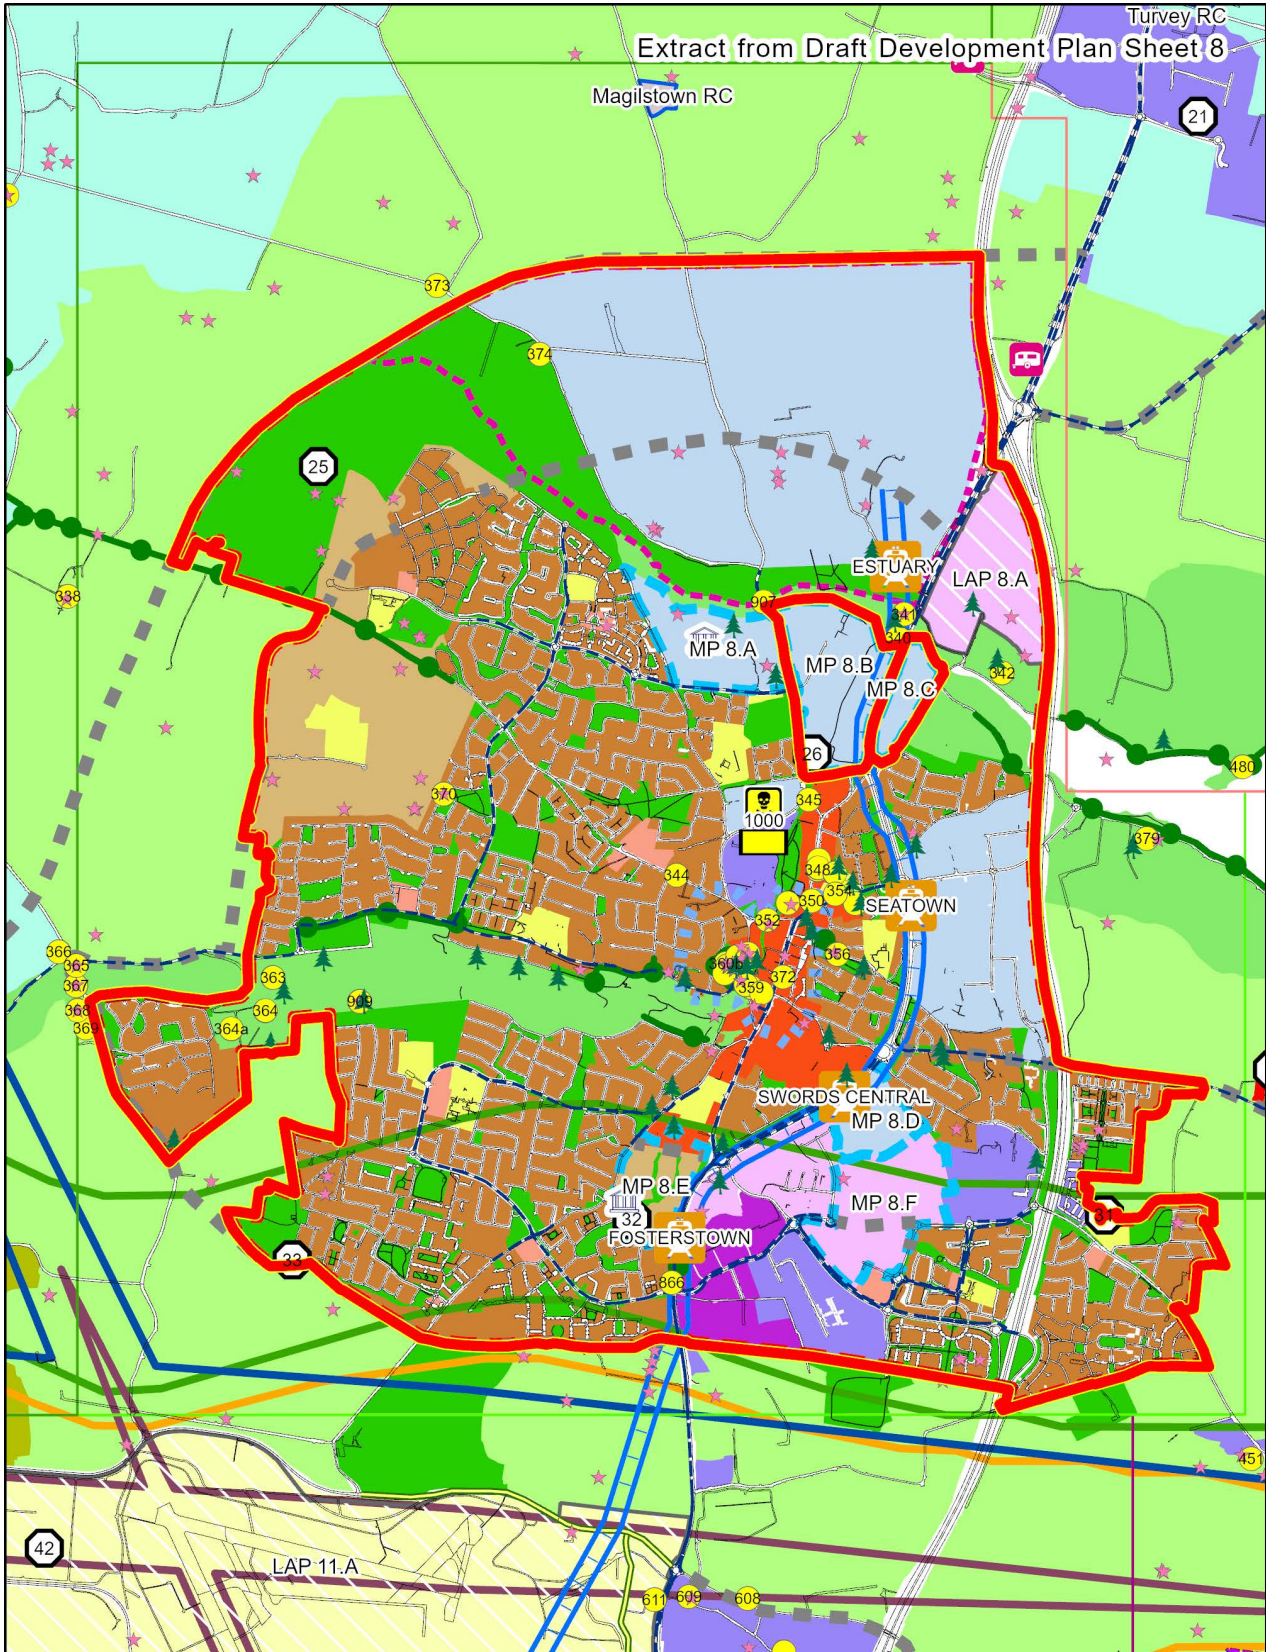 Turvey RC
Extract from Draft Development Plan Sheet 8
Magilstown RC
21
373
374
25
ESTUARY
LAP 8.A
338
907
341
340
MP 8.A
MP 8.B
342
MP 8.C
26
480
370
345
1000
379
348
344
354
350
SEATOWN
352
366
356
365
360b
363
372
367
359
909
368
364
369
364a
SWORDS CENTRAL
MP 8.D
MP 8.E
MP 8.F
32
31
FOSTERSTOWN
33
866
451
42
LAP 11.A
611
609
608